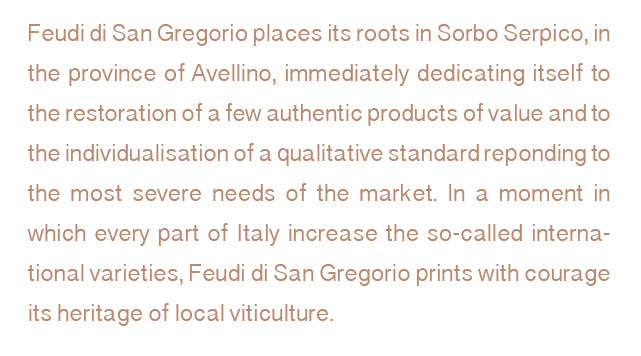 Feudi di San Gregorio places its roots in Sorbo Serpico, in
the province of Avellino, immediately dedicating itself to
the restoration of a few authentic products of value and to
the individualisation of a qualitative standard reponding to
the most severe needs of the market. In a moment in
which every part of Italy increase the so-called interna-
tional varieties, Feudi di San Gregorio prints with courage
its heritage of local viticulture.